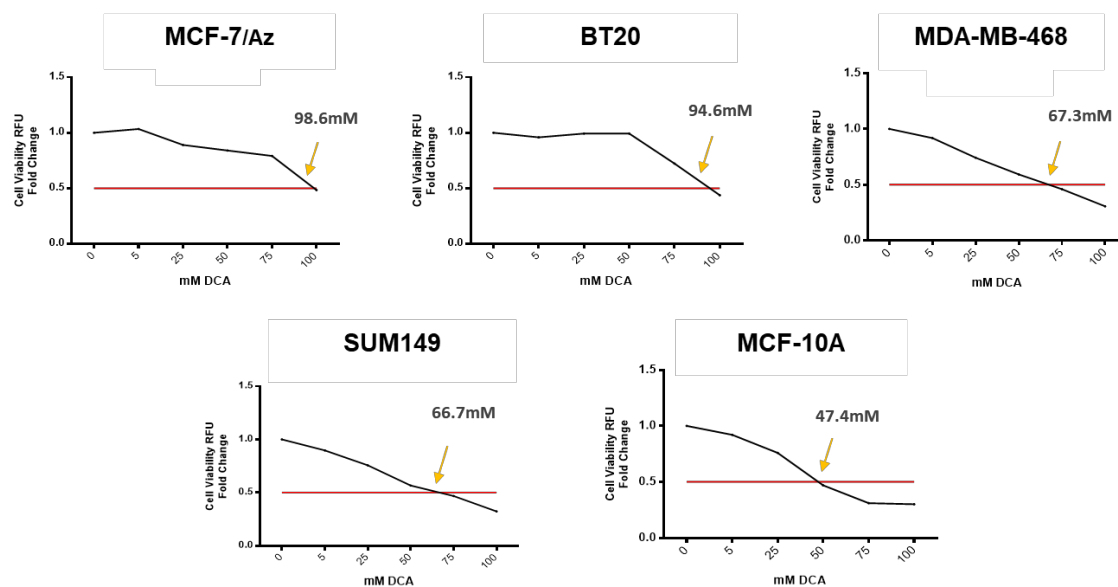 MCF-7/Az
1.5
1.0
0.5
0.0
Cell Viability RFU
Fold Change
98.6mM
0
5
25
50
75
100
mM DCA
BT20
1.5
1.0
0.5
0.0
Cell Viability RFU
Fold Change
94.6mM
0
5
25
50
75
100
mM DCA
MDA-MB-468
1.5
1.0
0.5
0.0
Cell Viability RFU
Fold Change
67.3mM
0
5
25
50
75
100
mM DCA
SUM149
1.5
1.0
0.5
0.0
Cell Viability RFU
Fold Change
66.7mM
0
5
25
50
75
100
mM DCA
MCF-10A
1.5
1.0
0.5
0.0
Cell Viability RFU
Fold Change
47.4mM
0
5
25
50
75
100
mM DCA